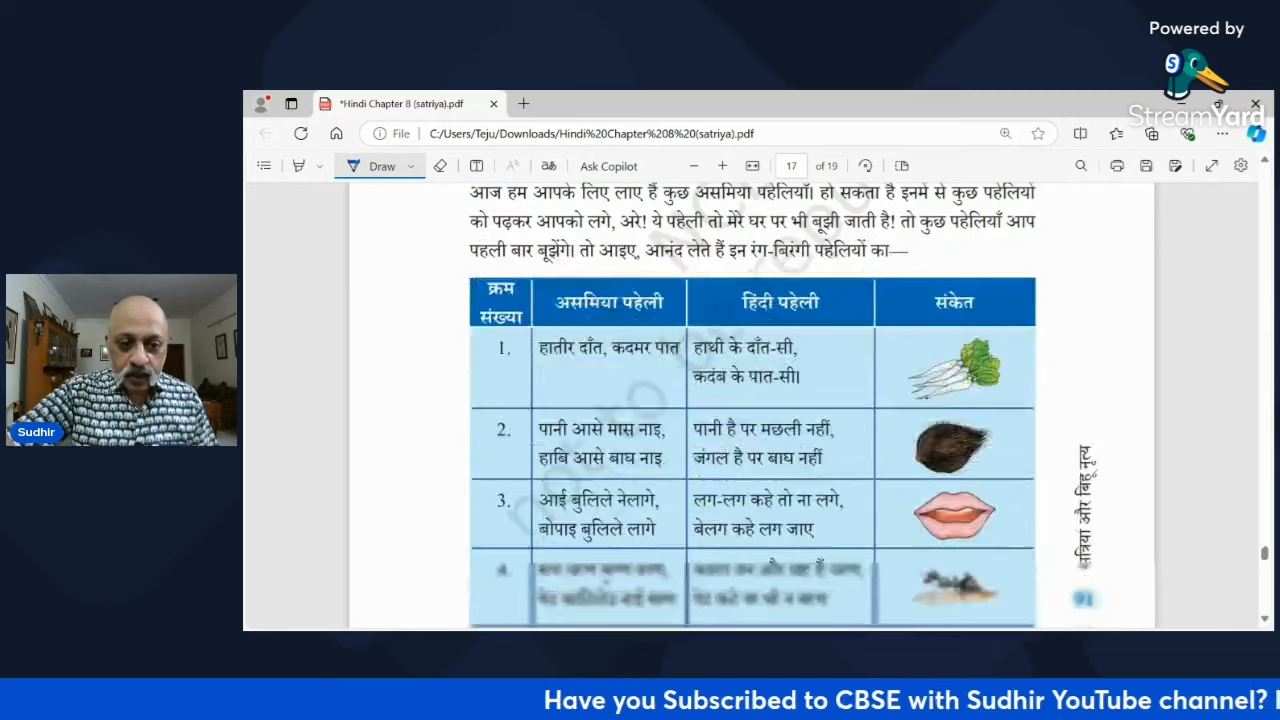 Powered by
StreamYard
*Hindi Chapter 8 (satriya).pdf
File
C:/Users/Teju/Downloads/Hindi%20Chapter%208%20(satriya).pdf
Draw
Ask Copilot
17
of 19
आज हम आपके लिए लाए हैं कुछ असमिया पहेलियाँ। हो सकता है इनमें से कुछ पहेलियों
को पढ़कर आपको लगे, अरे! ये पहेली तो मेरे घर पर भी बूझी जाती है! तो कुछ पहेलियाँ आप
पहली बार बूझेंगे। तो आइए, आनंद लेते हैं इन रंग-बिरंगी पहेलियों का—
क्रम
संख्या
असमिया पहेली
हिंदी पहेली
संकेत
1.
हातीर दाँत, कदमर पात
हाथी के दाँत-सी,
कदंब के पात-सी।
2.
पानी आसे मास नाइ,
हाबि आसे बाघ नाइ
पानी है पर मछली नहीं,
जंगल है पर बाघ नहीं
3.
आई बुलिले नेलागे,
बोपाइ बुलिले लागे
लग-लग कहे तो ना लगे,
बेलग कहे लग जाए
4.
सत्रिया और बिहू नृत्य
91
Sudhir
Have you Subscribed to CBSE with Sudhir YouTube channel?